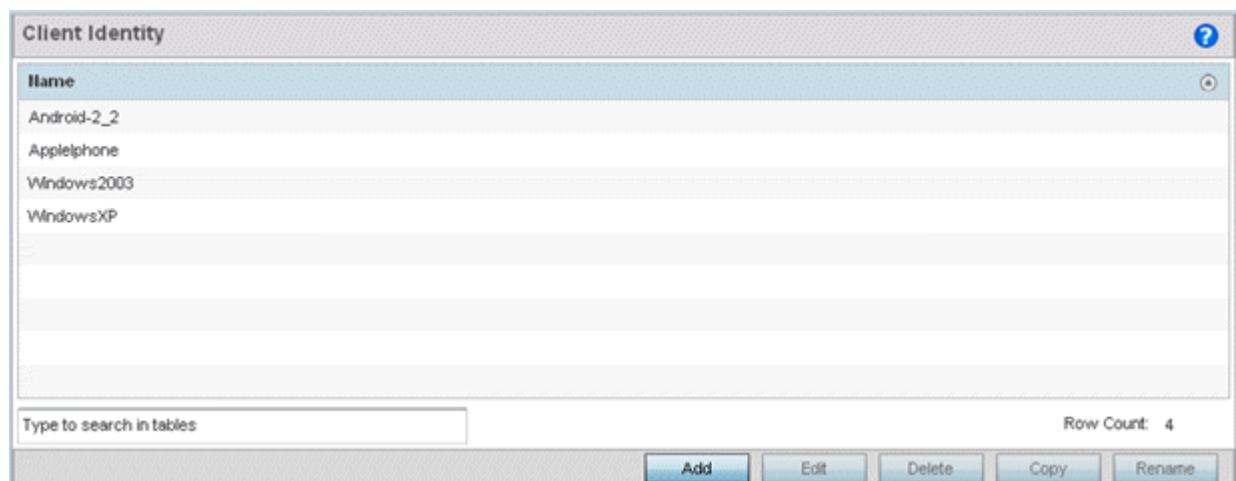 Client Identity
?
Name
Android-2_2
AppleIphone
Windows2003
WindowsXP
Type to search in tables
Row Count: 4
Add Edit Delete Copy Rename